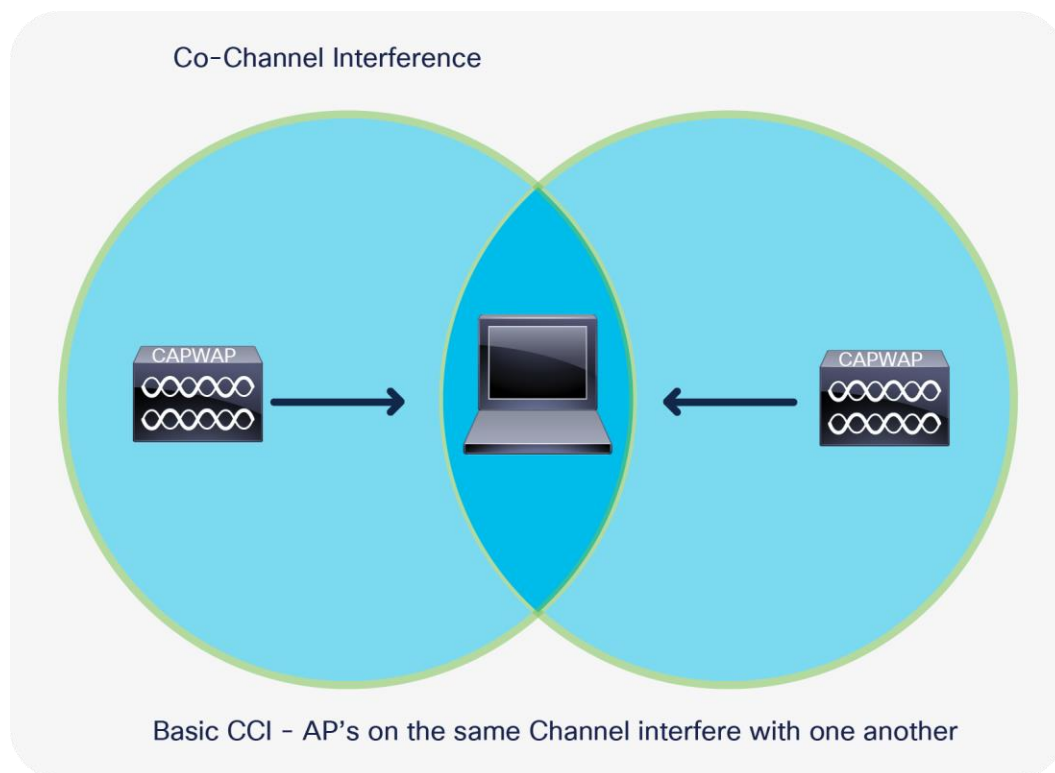 Co-Channel Interference
CAPWAP
CAPWAP
Basic CCI - AP's on the same Channel interfere with one another